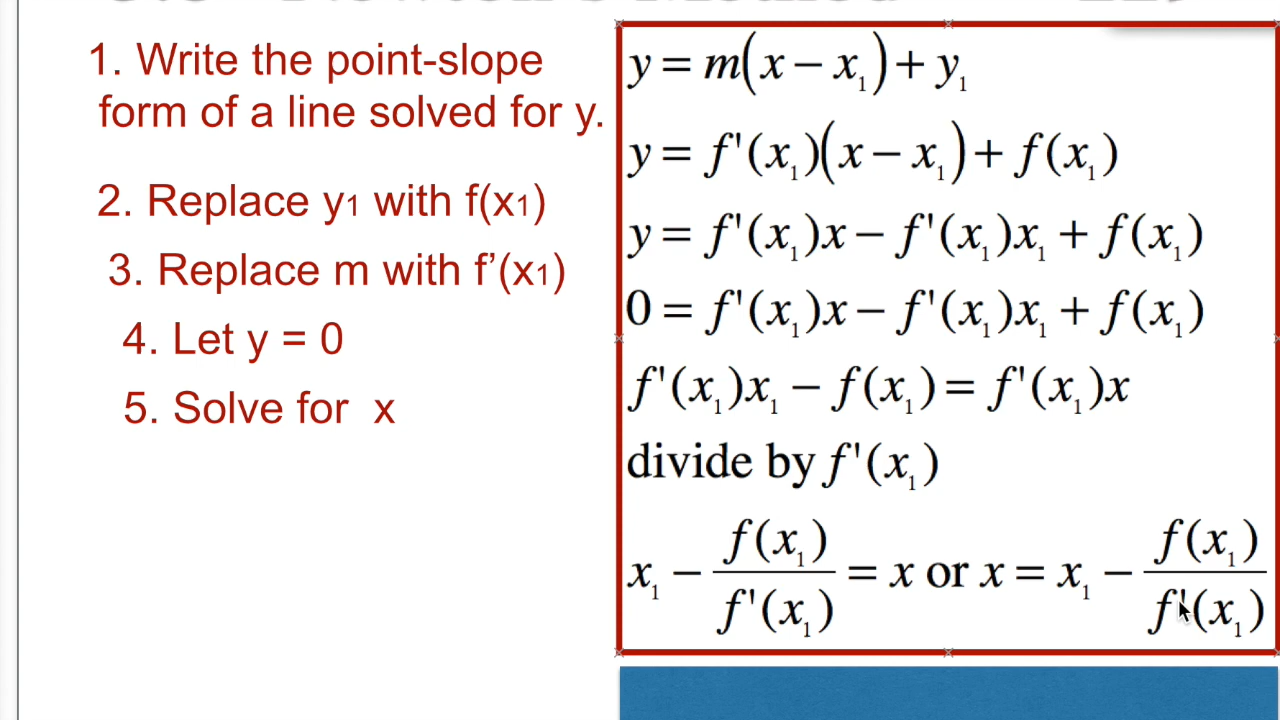 1. Write the point-slope
form of a line solved for y.
2. Replace y1 with f(x1)
3. Replace m with f’(x1)
4. Let y = 0
5. Solve for x
y = m(x − x₁) + y₁
y = f'(x₁)(x − x₁) + f(x₁)
y = f'(x₁)x − f'(x₁)x₁ + f(x₁)
0 = f'(x₁)x − f'(x₁)x₁ + f(x₁)
f'(x₁)x₁ − f(x₁) = f'(x₁)x
divide by f'(x₁)
x₁ − f(x₁)/f'(x₁) = x or x = x₁ − f(x₁)/f'(x₁)